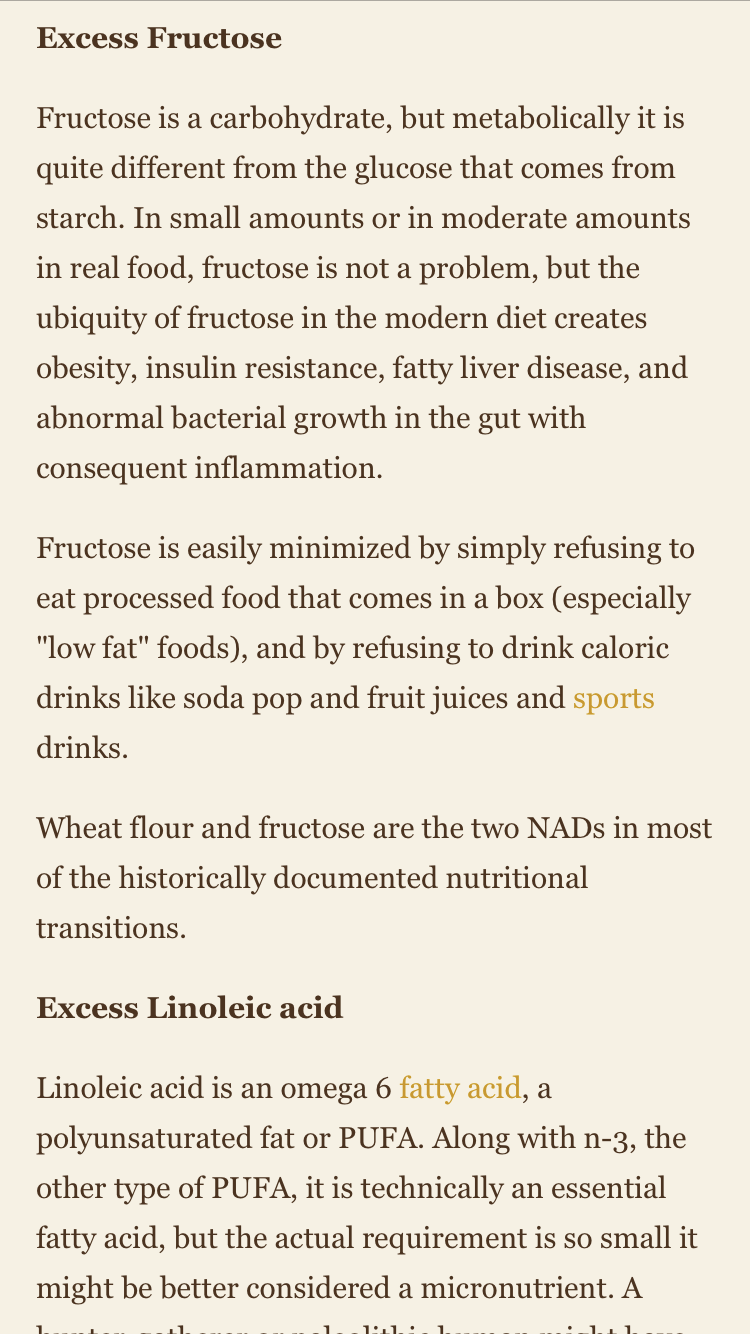 Excess Fructose
Fructose is a carbohydrate, but metabolically it is
quite different from the glucose that comes from
starch. In small amounts or in moderate amounts
in real food, fructose is not a problem, but the
ubiquity of fructose in the modern diet creates
obesity, insulin resistance, fatty liver disease, and
abnormal bacterial growth in the gut with
consequent inflammation.
Fructose is easily minimized by simply refusing to
eat processed food that comes in a box (especially
"low fat" foods), and by refusing to drink caloric
drinks like soda pop and fruit juices and sports
drinks.
Wheat flour and fructose are the two NADs in most
of the historically documented nutritional
transitions.
Excess Linoleic acid
Linoleic acid is an omega 6 fatty acid, a
polyunsaturated fat or PUFA. Along with n-3, the
other type of PUFA, it is technically an essential
fatty acid, but the actual requirement is so small it
might be better considered a micronutrient. A
hunter-gatherer or paleolithic human might have